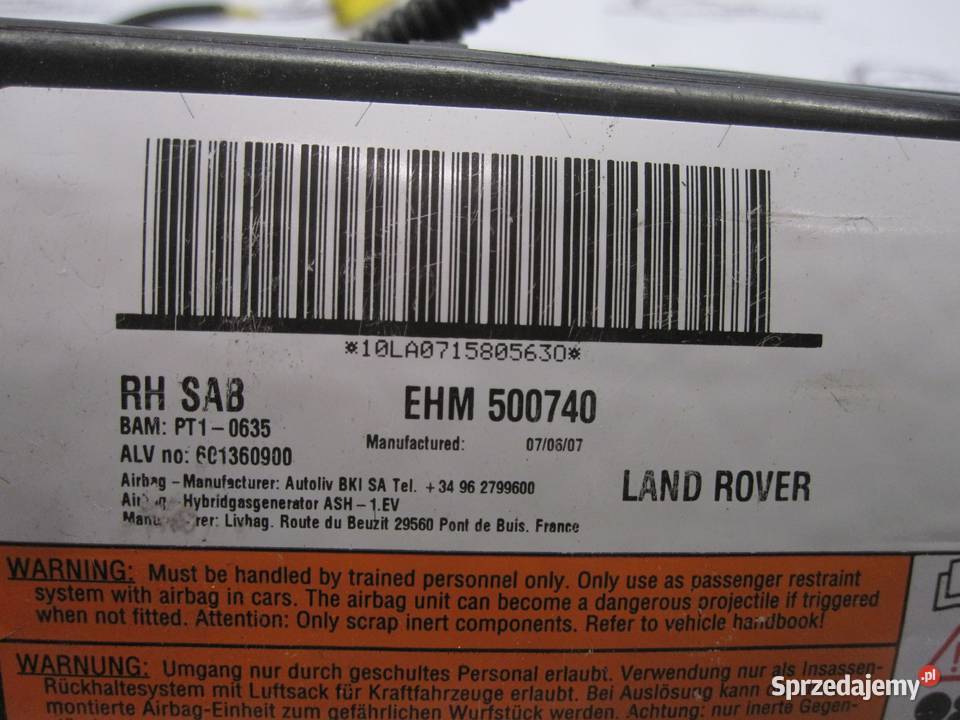 *10LA071580563O*
RH SAB
EHM 500740
BAM: PT1-0635
Manufactured: 07/06/07
ALV no: 601360900
LAND ROVER
Airbag - Manufacturer: Autoliv BKI SA Tel. +34 96 2799600
-Hybridgasgenerator ASH-1.EV
Livhag. Route du Beuzit 29560 Pont de Buis. France
WARNING: Must be handled by trained personnel only. Only use as passenger restraint
system with airbag in cars. The airbag unit can become a dangerous projectile if triggered
when not fitted. Attention: Only scrap inert components. Refer to vehicle handbook!
WARNUNG: Umgang nur durch geschultes Personal erlaubt. Verwendung nur als Insassen-
Rückhaltesystem mit Luftsack für Kraftfahrzeuge erlaubt. Bei Auslösung kann eine nicht
montierte Airbag-Einheit zum gefährlichen Wurfstück werden. Achtung: nur inerte Gegen-
Sprzedajemy.pl